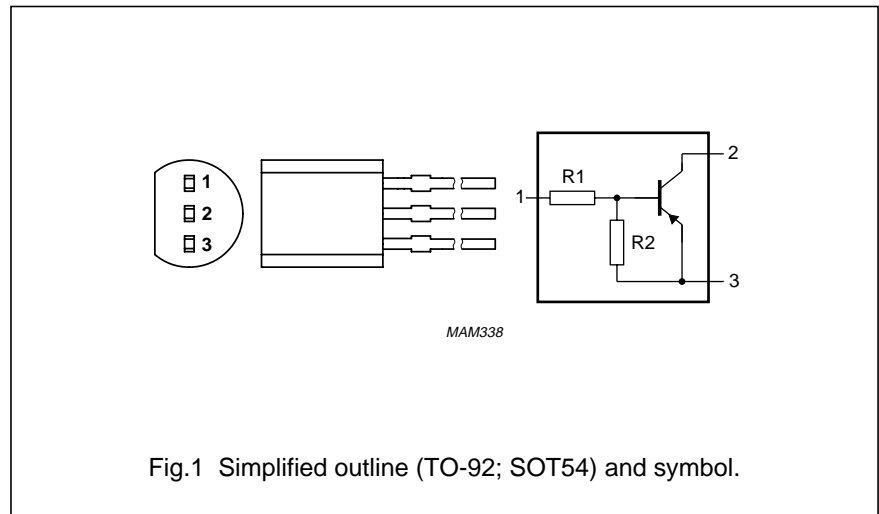 1
2
3
1
R1
R2
2
3
MAM338
Fig.1 Simplified outline (TO-92; SOT54) and symbol.